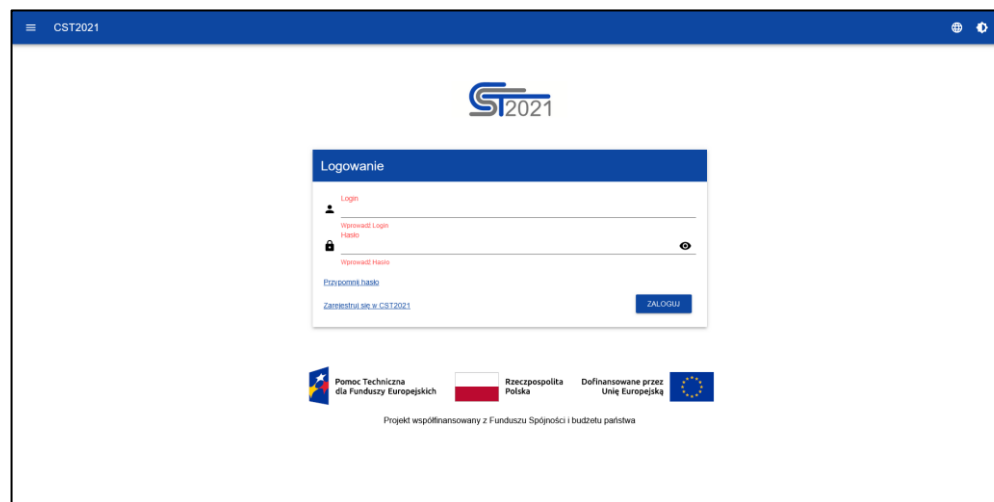 CST2021
CST2021
Logowanie
Login
Wprowadź Login
Hasło
Wprowadź Hasło
Przypomnij hasło
Zarejestruj się w CST2021
ZALOGUJ
Pomoc Techniczna
dla Funduszy Europejskich
Rzeczpospolita
Polska
Dofinansowane przez
Unię Europejską
Projekt współfinansowany z Funduszu Spójności i budżetu państwa